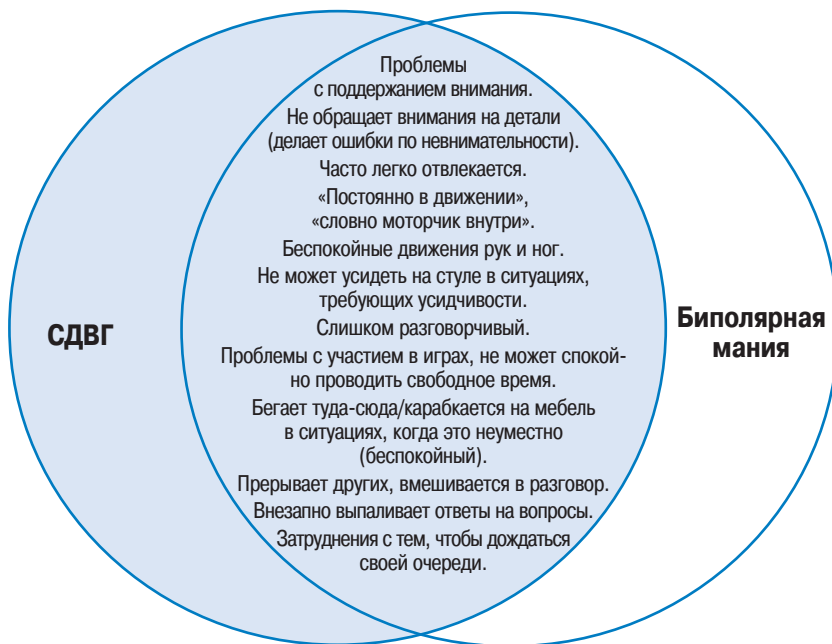 Проблемы
с поддержанием внимания.
Не обращает внимания на детали
(делает ошибки по невнимательности).
Часто легко отвлекается.
«Постоянно в движении»,
«словно моторчик внутри».
Беспокойные движения рук и ног.
Не может усидеть на стуле в ситуациях,
требующих усидчивости.
Слишком разговорчивый.
Проблемы с участием в играх, не может спокой-
но проводить свободное время.
Бегает туда-сюда/карабкается на мебель
в ситуациях, когда это неуместно
(беспокойный).
Прерывает других, вмешивается в разговор.
Внезапно выпаливает ответы на вопросы.
Затруднения с тем, чтобы дождаться
своей очереди.
СДВГ
Биполярная
мания